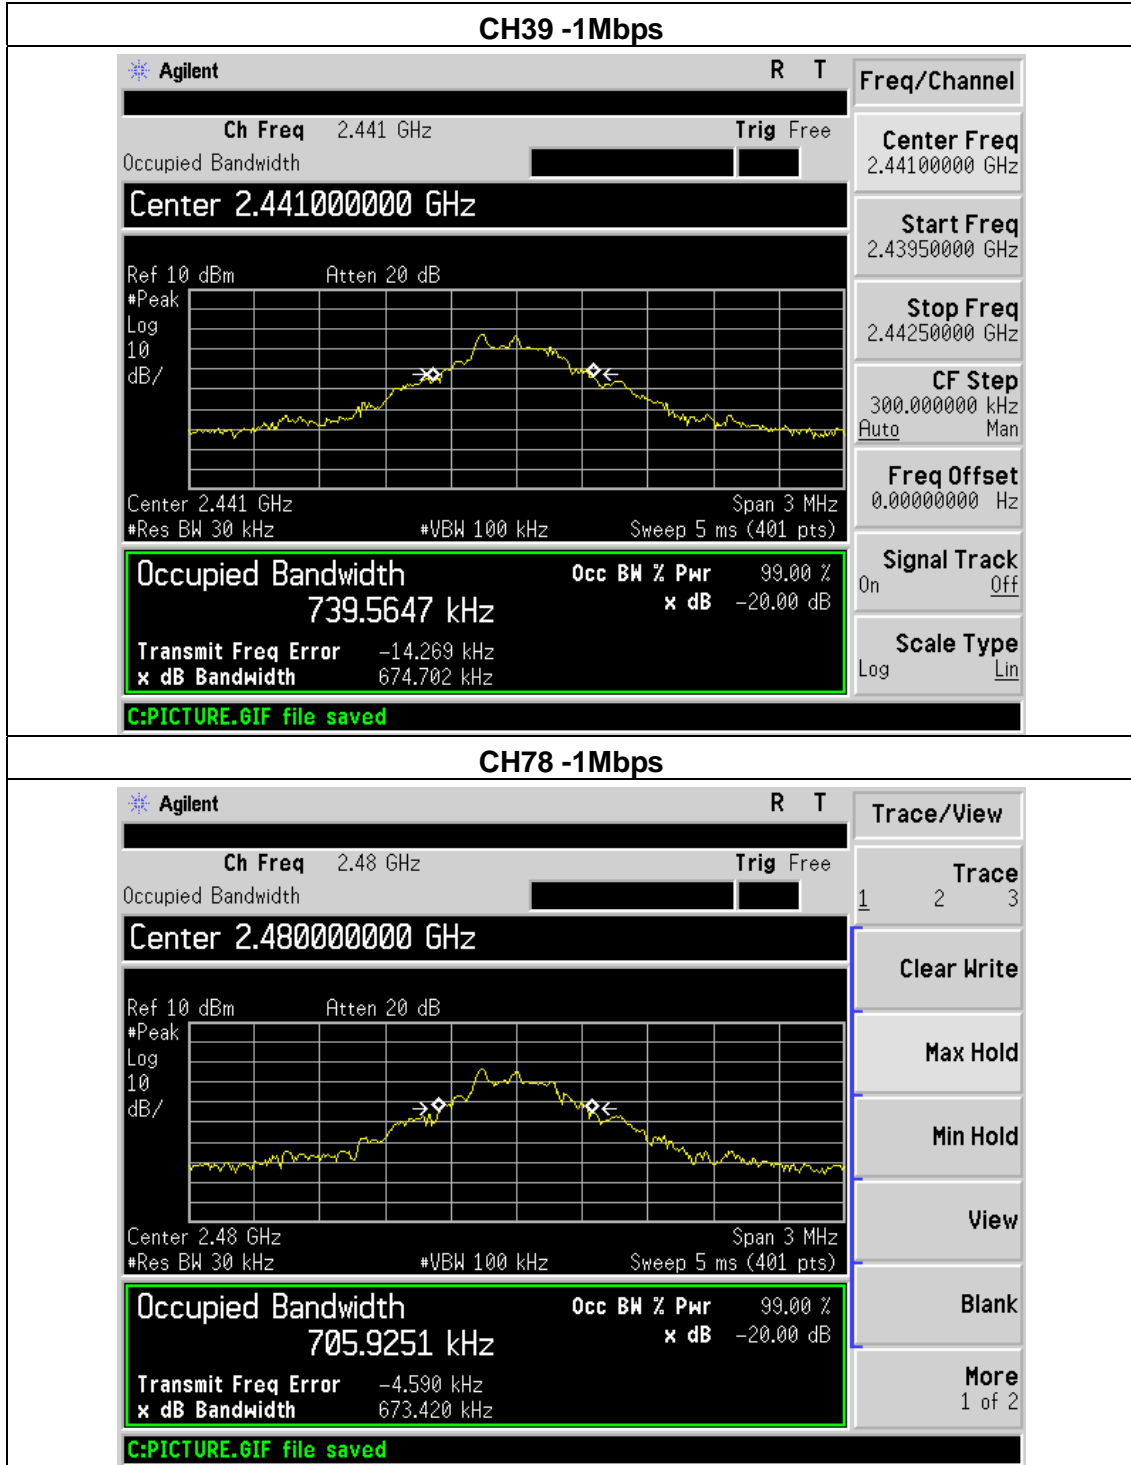 CH39 -1Mbps
Agilent R T
Freq/Channel
Ch Freq 2.441 GHz Trig Free
Occupied Bandwidth
Center 2.441000000 GHz
Ref 10 dBm Atten 20 dB
#Peak
Log
10
dB/
Center 2.441 GHz Span 3 MHz
#Res BW 30 kHz #VBW 100 kHz Sweep 5 ms (401 pts)
Occupied Bandwidth Occ BW % Pwr 99.00 %
739.5647 kHz x dB -20.00 dB
Transmit Freq Error -14.269 kHz
x dB Bandwidth 674.702 kHz
C:PICTURE.GIF file saved
Center Freq
2.44100000 GHz
Start Freq
2.43950000 GHz
Stop Freq
2.44250000 GHz
CF Step
300.000000 kHz
Auto Man
Freq Offset
0.00000000 Hz
Signal Track
On Off
Scale Type
Log Lin
CH78 -1Mbps
Agilent R T
Trace/View
Ch Freq 2.48 GHz Trig Free
Occupied Bandwidth
Center 2.480000000 GHz
Ref 10 dBm Atten 20 dB
#Peak
Log
10
dB/
Center 2.48 GHz Span 3 MHz
#Res BW 30 kHz #VBW 100 kHz Sweep 5 ms (401 pts)
Occupied Bandwidth Occ BW % Pwr 99.00 %
705.9251 kHz x dB -20.00 dB
Transmit Freq Error -4.590 kHz
x dB Bandwidth 673.420 kHz
C:PICTURE.GIF file saved
Trace
1 2 3
Clear Write
Max Hold
Min Hold
View
Blank
More
1 of 2